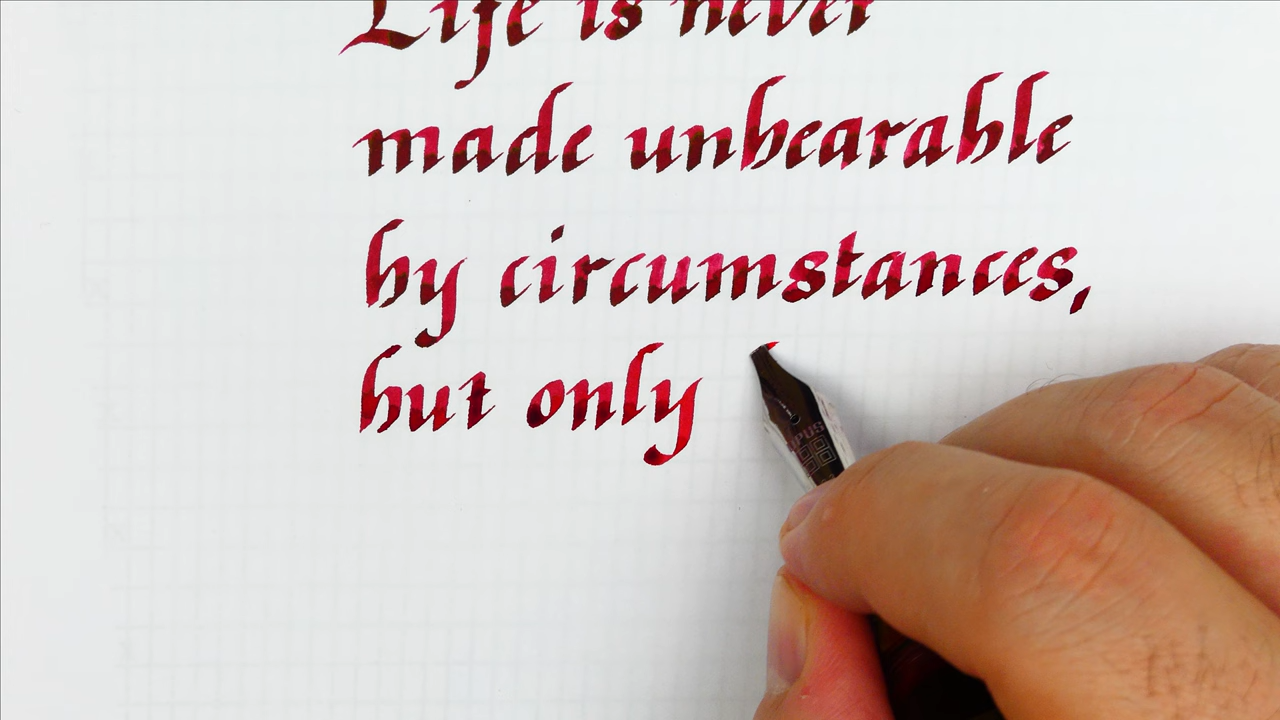 Life is never
made unbearable
by circumstances,
but only